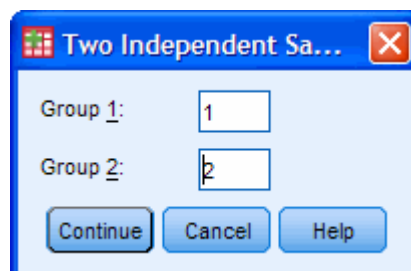 Two Independent Sa...
Group 1: 1
Group 2: 2
Continue Cancel Help